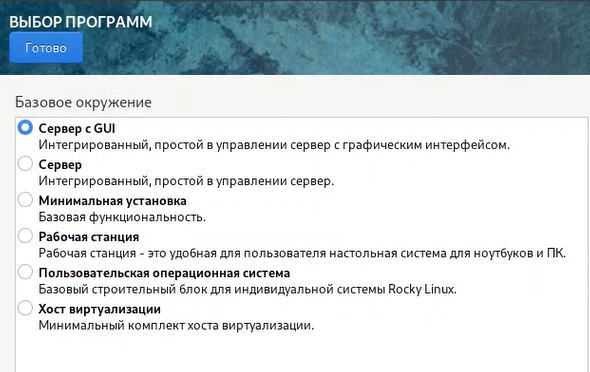 ВЫБОР ПРОГРАММ
Готово
Базовое окружение
Сервер с GUI
Интегрированный, простой в управлении сервер с графическим интерфейсом.
Сервер
Интегрированный, простой в управлении сервер.
Минимальная установка
Базовая функциональность.
Рабочая станция
Рабочая станция - это удобная для пользователя настольная система для ноутбуков и ПК.
Пользовательская операционная система
Базовый строительный блок для индивидуальной системы Rocky Linux.
Хост виртуализации
Минимальный комплект хоста виртуализации.